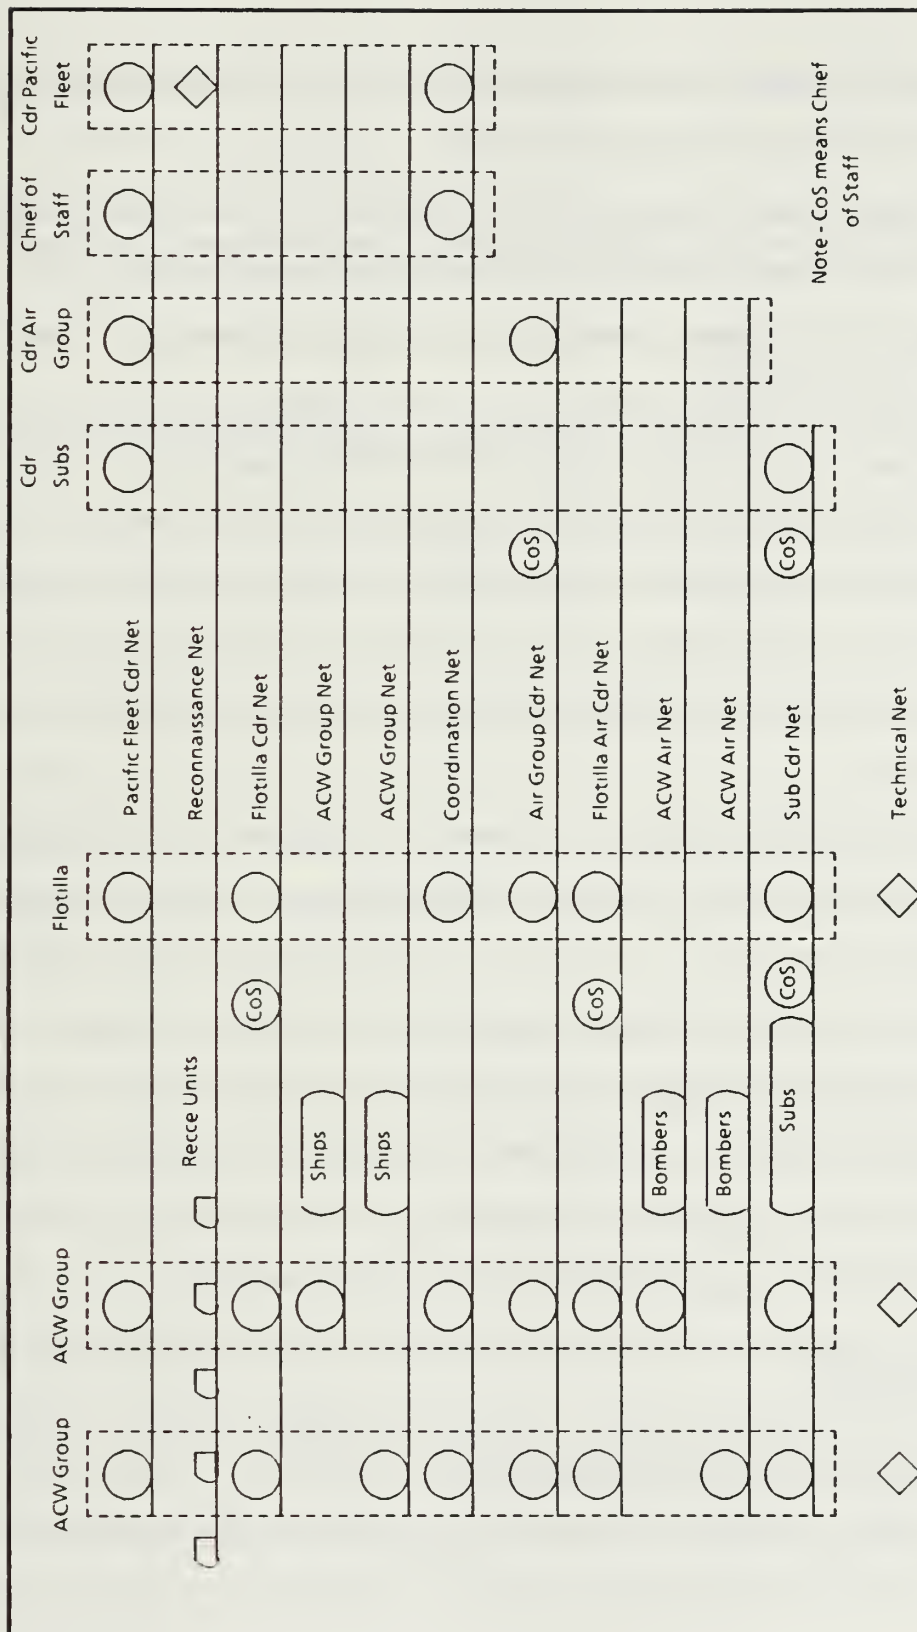 ACW Group
ACW Group
Flotilla
Cdr
Subs
Cdr Air
Group
Chief of
Staff
Cdr Pacific
Fleet
Pacific Fleet Cdr Net
Recce Units
Reconnaissance Net
CoS
Flotilla Cdr Net
Ships
ACW Group Net
Ships
ACW Group Net
Coordination Net
Air Group Cdr Net
CoS
CoS
Flotilla Air Cdr Net
Bombers
ACW Air Net
Bombers
ACW Air Net
Subs
CoS
Sub Cdr Net
CoS
Note - CoS means Chief
of Staff
Technical Net